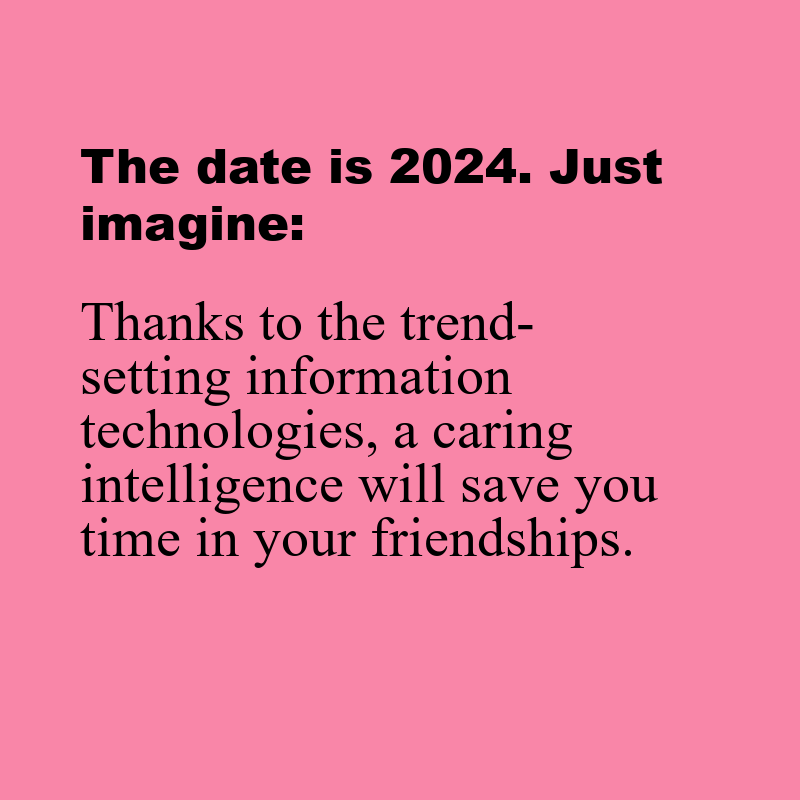 The date is 2024. Just
imagine:
Thanks to the trend-
setting information
technologies, a caring
intelligence will save you
time in your friendships.